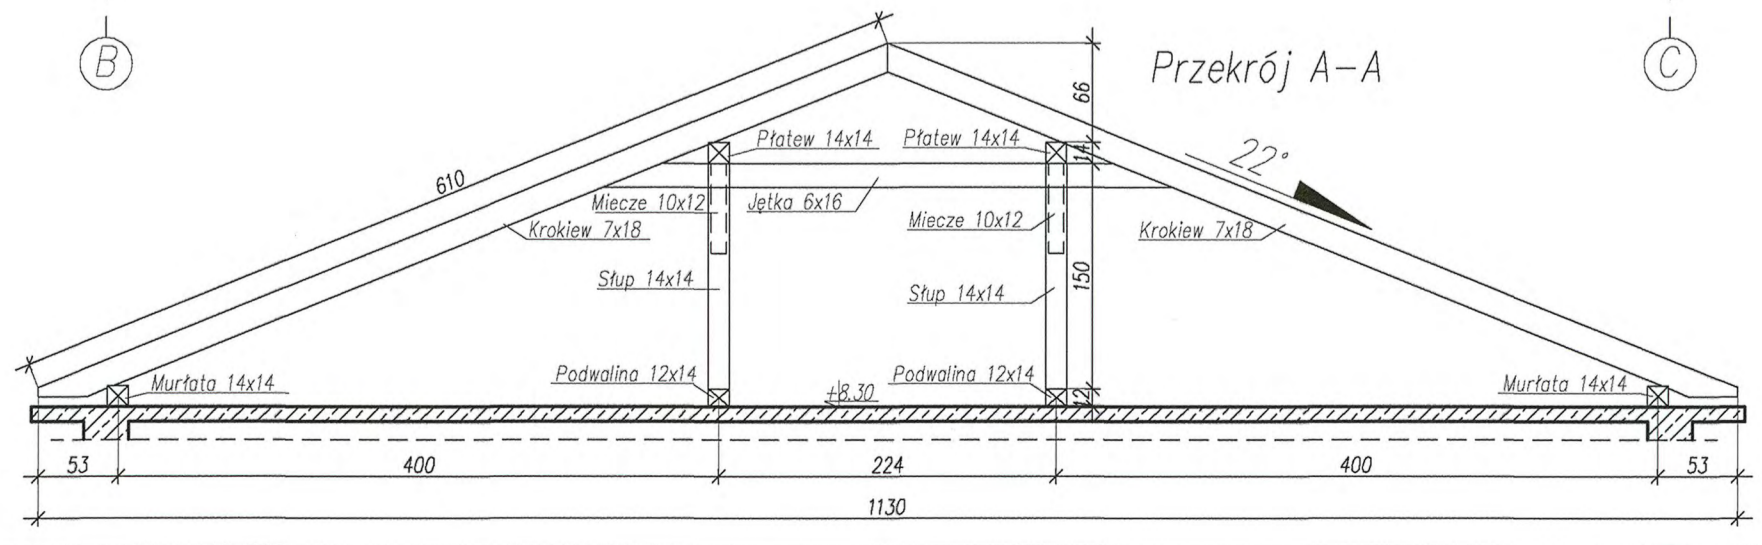 B
Przekrój A-A
C
66
Płatew 14x14
Płatew 14x14
14
22°
610
Miecze 10x12
Jętka 6x16
Miecze 10x12
Krokiew 7x18
Krokiew 7x18
150
Słup 14x14
Słup 14x14
Murłata 14x14
Podwalina 12x14
+8.30
Podwalina 12x14
12
Murłata 14x14
53
400
224
400
53
1130